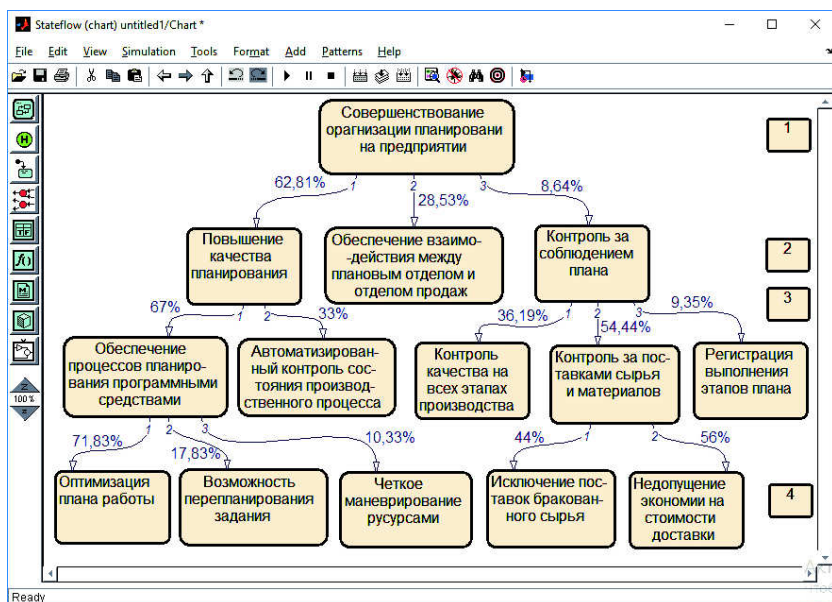 Stateflow (chart) untitled1/Chart *
File Edit View Simulation Tools Format Add Patterns Help
Совершенствование
орагнизации планировани
на предприятии
1
62,81%
1
2
3
8,64%
28,53%
Повышение
качества
планирования
Обеспечение взаимо-
-действия между
плановым отделом и
отделом продаж
Контроль за
соблюдением
плана
2
3
67%
1
2
33%
36,19%
1
2
3
9,35%
54,44%
Обеспечение
процессов планиро-
вания программными
средствами
Автоматизирован-
ный контроль сос-
тояния производ-
ственного процесса
Контроль
качества на
всех этапах
производства
Контроль за пос-
тавками сырья
и материалов
Регистрация
выполнения
этапов плана
100 %
71,83%
1
2
3
17,83%
10,33%
44%
1
2
56%
Оптимизация
плана работы
Возможность
перепланирования
задания
Четкое
маневрирование
русурсами
Исключение пос-
тавок бракован-
ного сырья
Недопущение
экономии на
стоимости
доставки
4
Ready